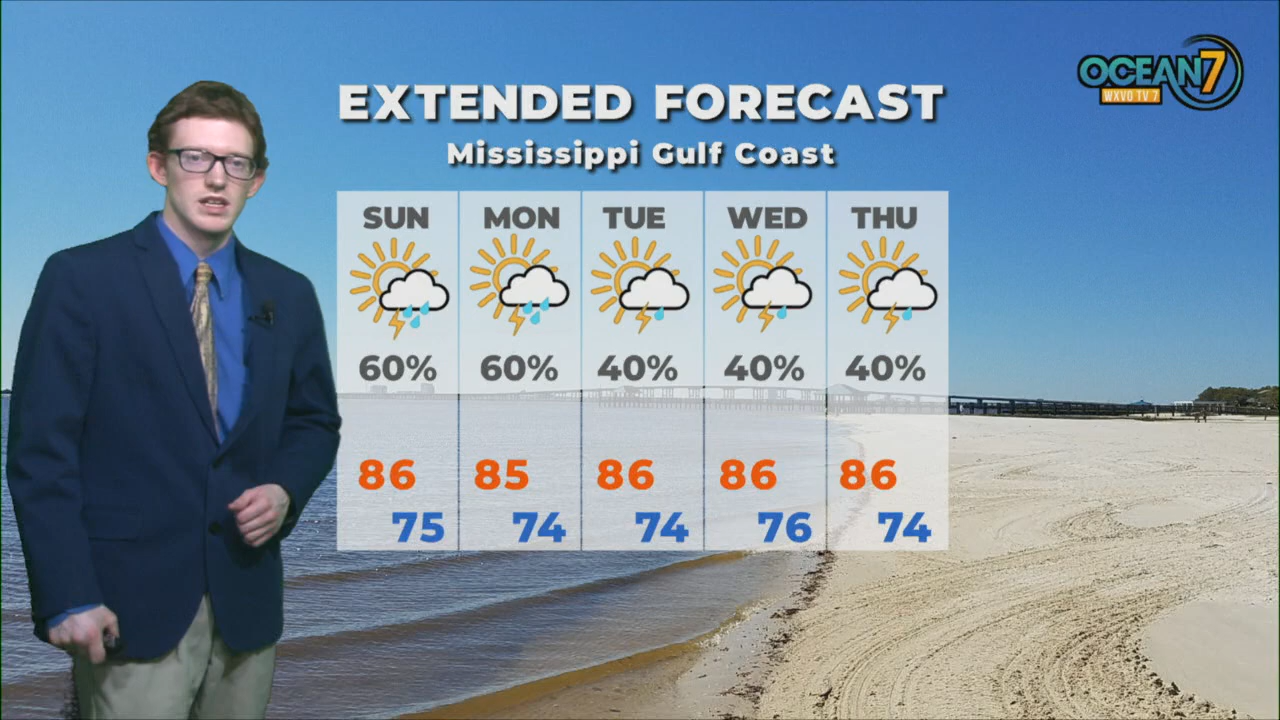 OCEAN7
WXVO TV 7
EXTENDED FORECAST
Mississippi Gulf Coast
SUN MON TUE WED THU
60% 60% 40% 40% 40%
86 85 86 86 86
75 74 74 76 74